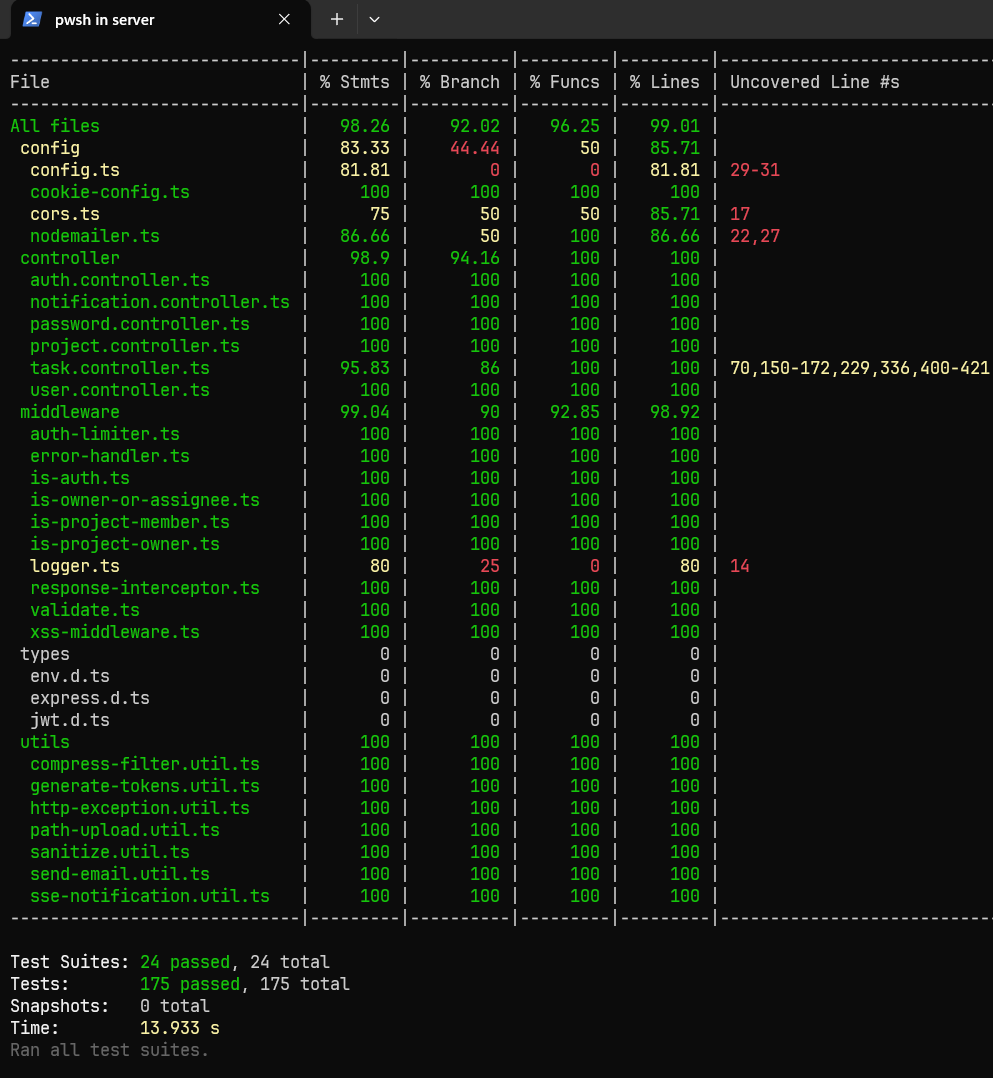 pwsh in server
-----------------------------|---------|----------|---------|---------|----------------------------
File                         | % Stmts | % Branch | % Funcs | % Lines | Uncovered Line #s
-----------------------------|---------|----------|---------|---------|----------------------------
All files                    |   98.26 |    92.02 |   96.25 |   99.01 |
 config                      |   83.33 |    44.44 |      50 |   85.71 |
  config.ts                  |   81.81 |        0 |       0 |   81.81 | 29-31
  cookie-config.ts           |     100 |      100 |     100 |     100 |
  cors.ts                    |      75 |       50 |      50 |   85.71 | 17
  nodemailer.ts              |   86.66 |       50 |     100 |   86.66 | 22,27
 controller                  |    98.9 |    94.16 |     100 |     100 |
  auth.controller.ts         |     100 |      100 |     100 |     100 |
  notification.controller.ts |     100 |      100 |     100 |     100 |
  password.controller.ts     |     100 |      100 |     100 |     100 |
  project.controller.ts      |     100 |      100 |     100 |     100 |
  task.controller.ts         |   95.83 |       86 |     100 |     100 | 70,150-172,229,336,400-421
  user.controller.ts         |     100 |      100 |     100 |     100 |
 middleware                  |   99.04 |       90 |   92.85 |   98.92 |
  auth-limiter.ts            |     100 |      100 |     100 |     100 |
  error-handler.ts           |     100 |      100 |     100 |     100 |
  is-auth.ts                 |     100 |      100 |     100 |     100 |
  is-owner-or-assignee.ts    |     100 |      100 |     100 |     100 |
  is-project-member.ts       |     100 |      100 |     100 |     100 |
  is-project-owner.ts        |     100 |      100 |     100 |     100 |
  logger.ts                  |      80 |       25 |       0 |      80 | 14
  response-interceptor.ts    |     100 |      100 |     100 |     100 |
  validate.ts                |     100 |      100 |     100 |     100 |
  xss-middleware.ts          |     100 |      100 |     100 |     100 |
 types                       |       0 |        0 |       0 |       0 |
  env.d.ts                   |       0 |        0 |       0 |       0 |
  express.d.ts               |       0 |        0 |       0 |       0 |
  jwt.d.ts                   |       0 |        0 |       0 |       0 |
 utils                       |     100 |      100 |     100 |     100 |
  compress-filter.util.ts    |     100 |      100 |     100 |     100 |
  generate-tokens.util.ts    |     100 |      100 |     100 |     100 |
  http-exception.util.ts     |     100 |      100 |     100 |     100 |
  path-upload.util.ts        |     100 |      100 |     100 |     100 |
  sanitize.util.ts           |     100 |      100 |     100 |     100 |
  send-email.util.ts         |     100 |      100 |     100 |     100 |
  sse-notification.util.ts   |     100 |      100 |     100 |     100 |
-----------------------------|---------|----------|---------|---------|----------------------------
Test Suites: 24 passed, 24 total
Tests:       175 passed, 175 total
Snapshots:   0 total
Time:        13.933 s
Ran all test suites.